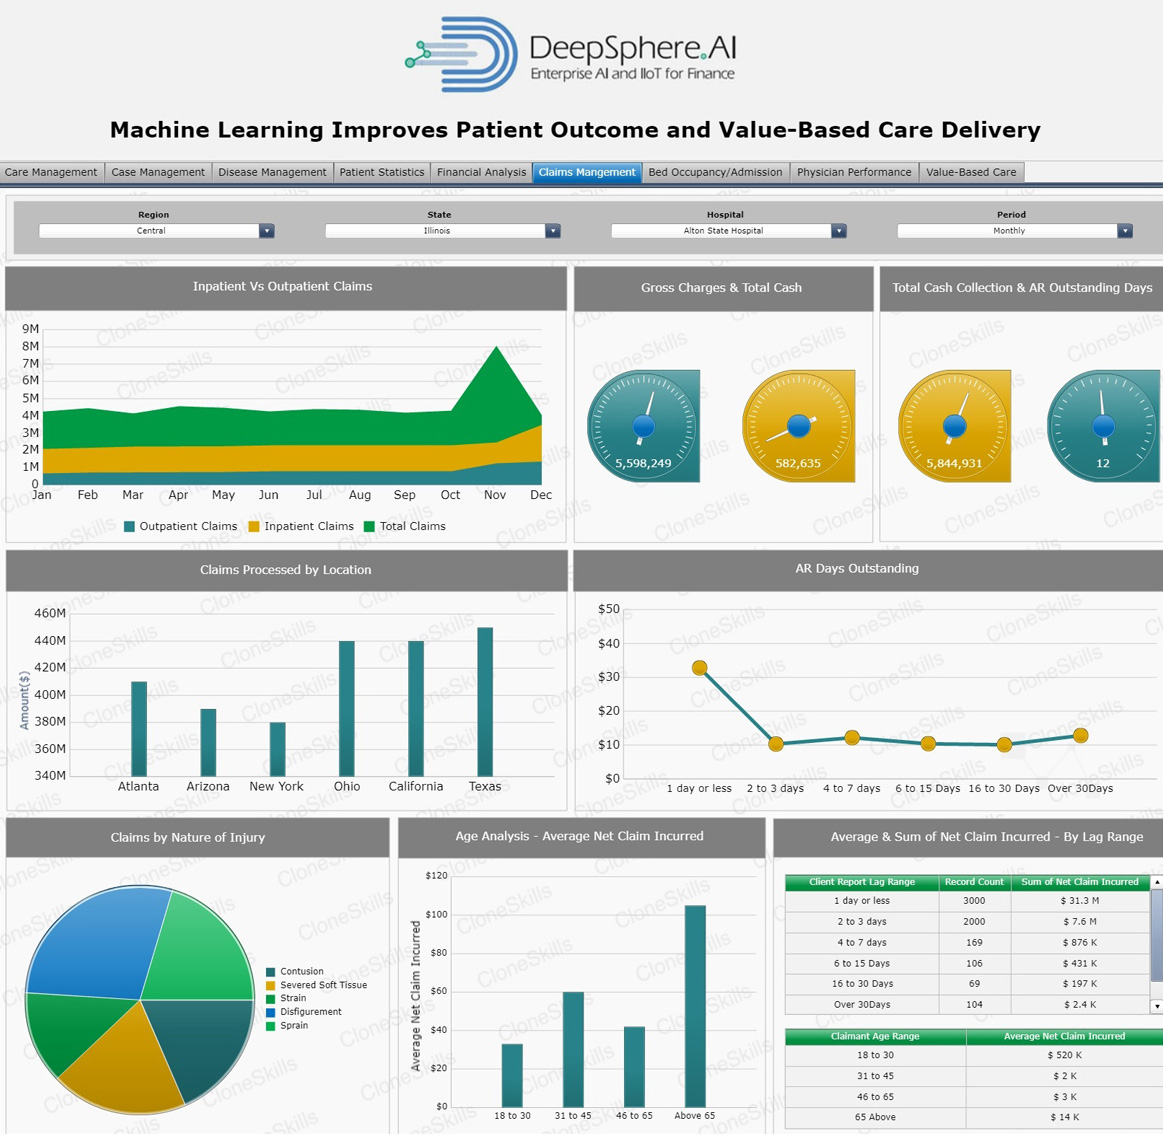 DeepSphere.AI
Enterprise AI and IIoT for Finance
Machine Learning Improves Patient Outcome and Value-Based Care Delivery
Care Management Case Management Disease Management Patient Statistics Financial Analysis Claims Mangement Bed Occupancy/Admission Physician Performance Value-Based Care
Region State Hospital Period
Central Illinois Alton State Hospital Monthly
Inpatient Vs Outpatient Claims
9M
8M
7M
6M
5M
4M
3M
2M
1M
0
Jan Feb Mar Apr May Jun Jul Aug Sep Oct Nov Dec
Outpatient Claims Inpatient Claims Total Claims
Gross Charges & Total Cash
5,598,249 582,635
Total Cash Collection & AR Outstanding Days
5,844,931 12
Claims Processed by Location
Amount($)
460M
440M
420M
400M
380M
360M
340M
Atlanta Arizona New York Ohio California Texas
AR Days Outstanding
$50
$40
$30
$20
$10
$0
1 day or less 2 to 3 days 4 to 7 days 6 to 15 Days 16 to 30 Days Over 30Days
Claims by Nature of Injury
Contusion
Severed Soft Tissue
Strain
Disfigurement
Sprain
Age Analysis - Average Net Claim Incurred
Average Net Claim Incurred
$120
$100
$80
$60
$40
$20
$0
18 to 30 31 to 45 46 to 65 Above 65
Average & Sum of Net Claim Incurred - By Lag Range
Client Report Lag Range Record Count Sum of Net Claim Incurred
1 day or less 3000 $ 31.3 M
2 to 3 days 2000 $ 7.6 M
4 to 7 days 169 $ 876 K
6 to 15 Days 106 $ 431 K
16 to 30 Days 69 $ 197 K
Over 30Days 104 $ 2.4 K
Claimant Age Range Average Net Claim Incurred
18 to 30 $ 520 K
31 to 45 $ 2 K
46 to 65 $ 3 K
65 Above $ 14 K
CloneSkills